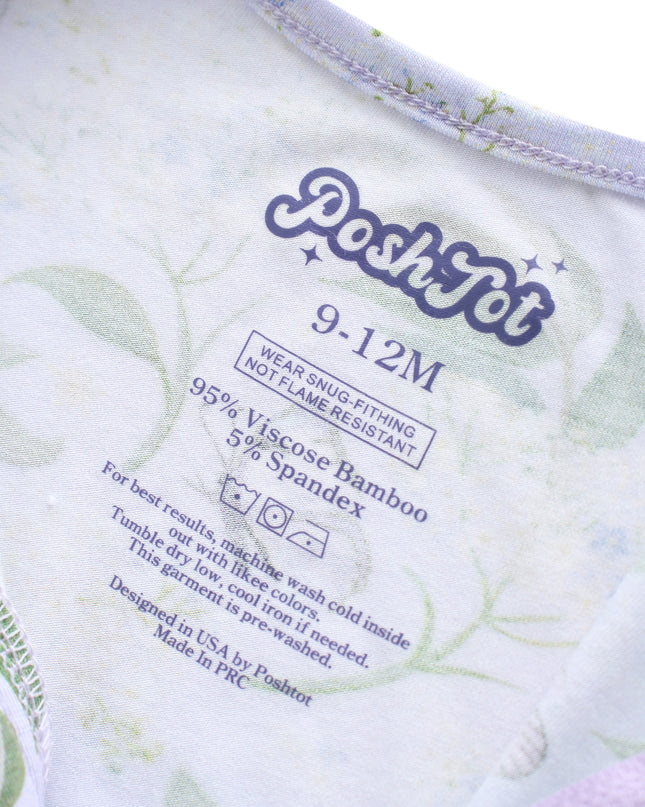 Posh-Tot
9-12M
WEAR SNUG-FITHING
NOT FLAME RESISTANT
95% Viscose Bamboo
5% Spandex
For best results, machine wash cold inside
out with likee colors.
Tumble dry low, cool iron if needed.
This garment is pre-washed.
Designed in USA by Poshtot
Made In PRC